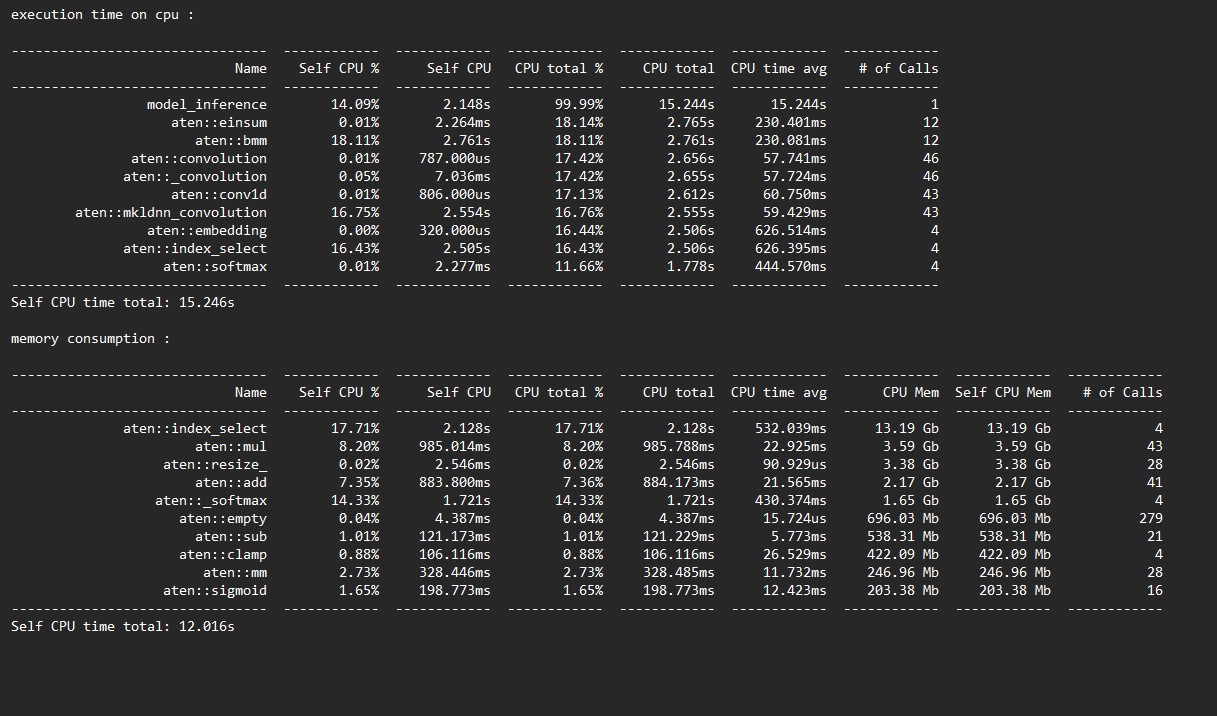 execution time on cpu :
-------------------------------- ------------ ------------ ------------ ------------ ------------ ------------
Name Self CPU % Self CPU CPU total % CPU total CPU time avg # of Calls
-------------------------------- ------------ ------------ ------------ ------------ ------------ ------------
model_inference 14.09% 2.148s 99.99% 15.244s 15.244s 1
aten::einsum 0.01% 2.264ms 18.14% 2.765s 230.401ms 12
aten::bmm 18.11% 2.761s 18.11% 2.761s 230.081ms 12
aten::convolution 0.01% 787.000us 17.42% 2.656s 57.741ms 46
aten::_convolution 0.05% 7.036ms 17.42% 2.655s 57.724ms 46
aten::conv1d 0.01% 806.000us 17.13% 2.612s 60.750ms 43
aten::mkldnn_convolution 16.75% 2.554s 16.76% 2.555s 59.429ms 43
aten::embedding 0.00% 320.000us 16.44% 2.506s 626.514ms 4
aten::index_select 16.43% 2.505s 16.43% 2.506s 626.395ms 4
aten::softmax 0.01% 2.277ms 11.66% 1.778s 444.570ms 4
-------------------------------- ------------ ------------ ------------ ------------ ------------ ------------
Self CPU time total: 15.246s
memory consumption :
-------------------------------- ------------ ------------ ------------ ------------ ------------ ------------ ------------ ------------
Name Self CPU % Self CPU CPU total % CPU total CPU time avg CPU Mem Self CPU Mem # of Calls
-------------------------------- ------------ ------------ ------------ ------------ ------------ ------------ ------------ ------------
aten::index_select 17.71% 2.128s 17.71% 2.128s 532.039ms 13.19 Gb 13.19 Gb 4
aten::mul 8.20% 985.014ms 8.20% 985.788ms 22.925ms 3.59 Gb 3.59 Gb 43
aten::resize_ 0.02% 2.546ms 0.02% 2.546ms 90.929us 3.38 Gb 3.38 Gb 28
aten::add 7.35% 883.800ms 7.36% 884.173ms 21.565ms 2.17 Gb 2.17 Gb 41
aten::_softmax 14.33% 1.721s 14.33% 1.721s 430.374ms 1.65 Gb 1.65 Gb 4
aten::empty 0.04% 4.387ms 0.04% 4.387ms 15.724us 696.03 Mb 696.03 Mb 279
aten::sub 1.01% 121.173ms 1.01% 121.229ms 5.773ms 538.31 Mb 538.31 Mb 21
aten::clamp 0.88% 106.116ms 0.88% 106.116ms 26.529ms 422.09 Mb 422.09 Mb 4
aten::mm 2.73% 328.446ms 2.73% 328.485ms 11.732ms 246.96 Mb 246.96 Mb 28
aten::sigmoid 1.65% 198.773ms 1.65% 198.773ms 12.423ms 203.38 Mb 203.38 Mb 16
-------------------------------- ------------ ------------ ------------ ------------ ------------ ------------ ------------ ------------
Self CPU time total: 12.016s